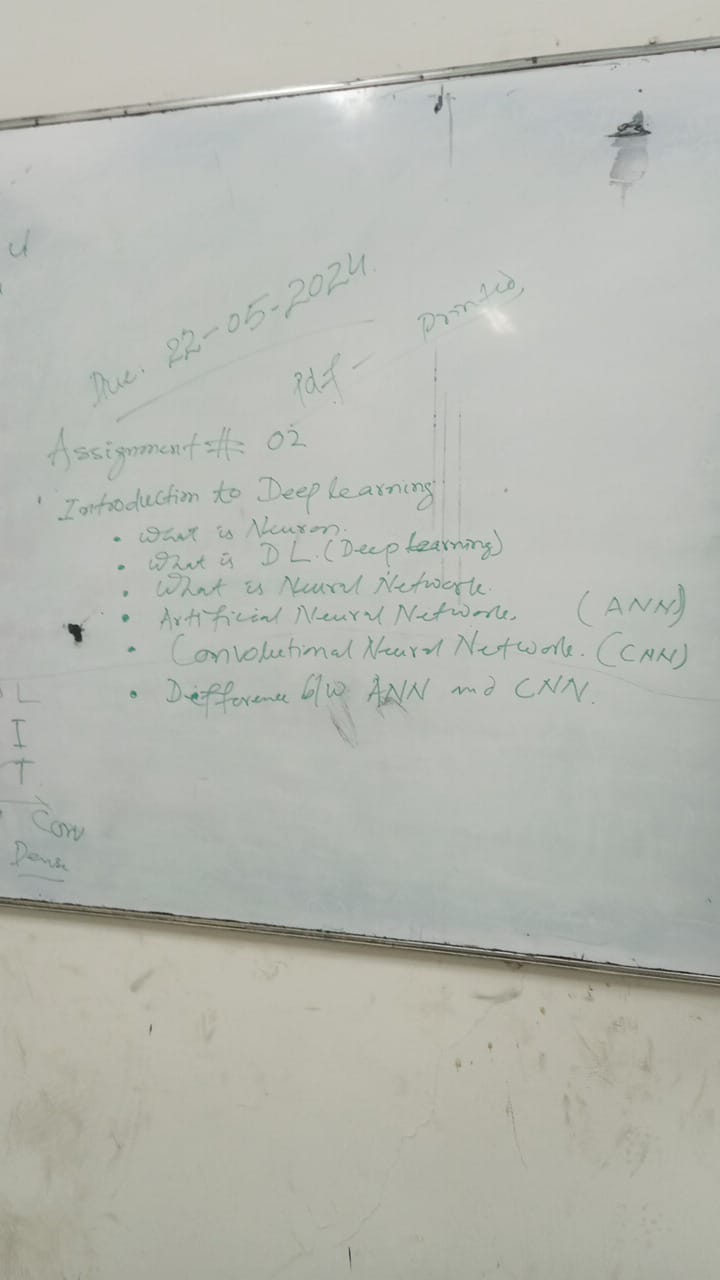 Due. 22-05-2024.
Pdf - Printed,
Assignment #: 02
Introduction to Deep Learning
• What is Neuron.
• What is D L. (Deep Learning)
• What is Neural Network.
• Artificial Neural Network. (ANN)
• Convolutional Neural Network. (CNN)
• Difference b/w ANN and CNN.
L
I
T
Conv
Dense